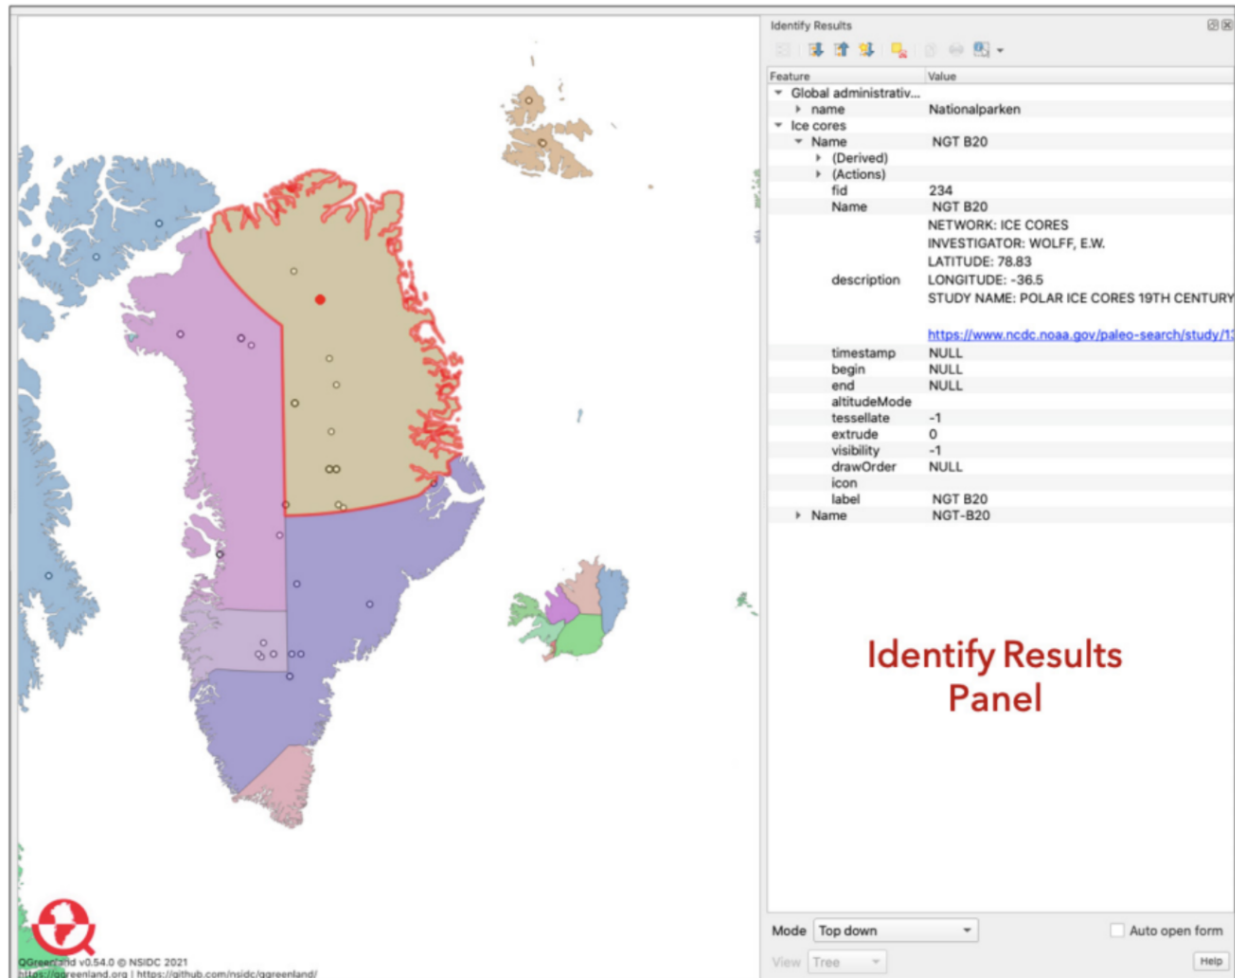 Identify Results
Feature Value
Global administrativ...
name Nationalparken
Ice cores
Name NGT B20
(Derived)
(Actions)
fid 234
Name NGT B20
NETWORK: ICE CORES
INVESTIGATOR: WOLFF, E.W.
LATITUDE: 78.83
description LONGITUDE: -36.5
STUDY NAME: POLAR ICE CORES 19TH CENTURY
https://www.ncdc.noaa.gov/paleo-search/study/13
timestamp NULL
begin NULL
end NULL
altitudeMode
tessellate -1
extrude 0
visibility -1
drawOrder NULL
icon
label NGT B20
Name NGT-B20
Identify Results
Panel
Mode Top down Auto open form
View Tree Help
QGreenland v0.54.0 © NSIDC 2021
https://qgreenland.org | https://github.com/nsidc/qgreenland/